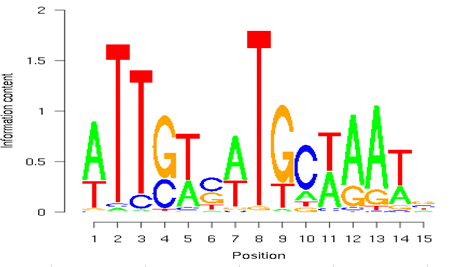 2
1.5
1
0.5
0
Information content
A T T G T C A T G C T A A T
T C C C A G T T A A G G A
1 2 3 4 5 6 7 8 9 10 11 12 13 14 15
Position